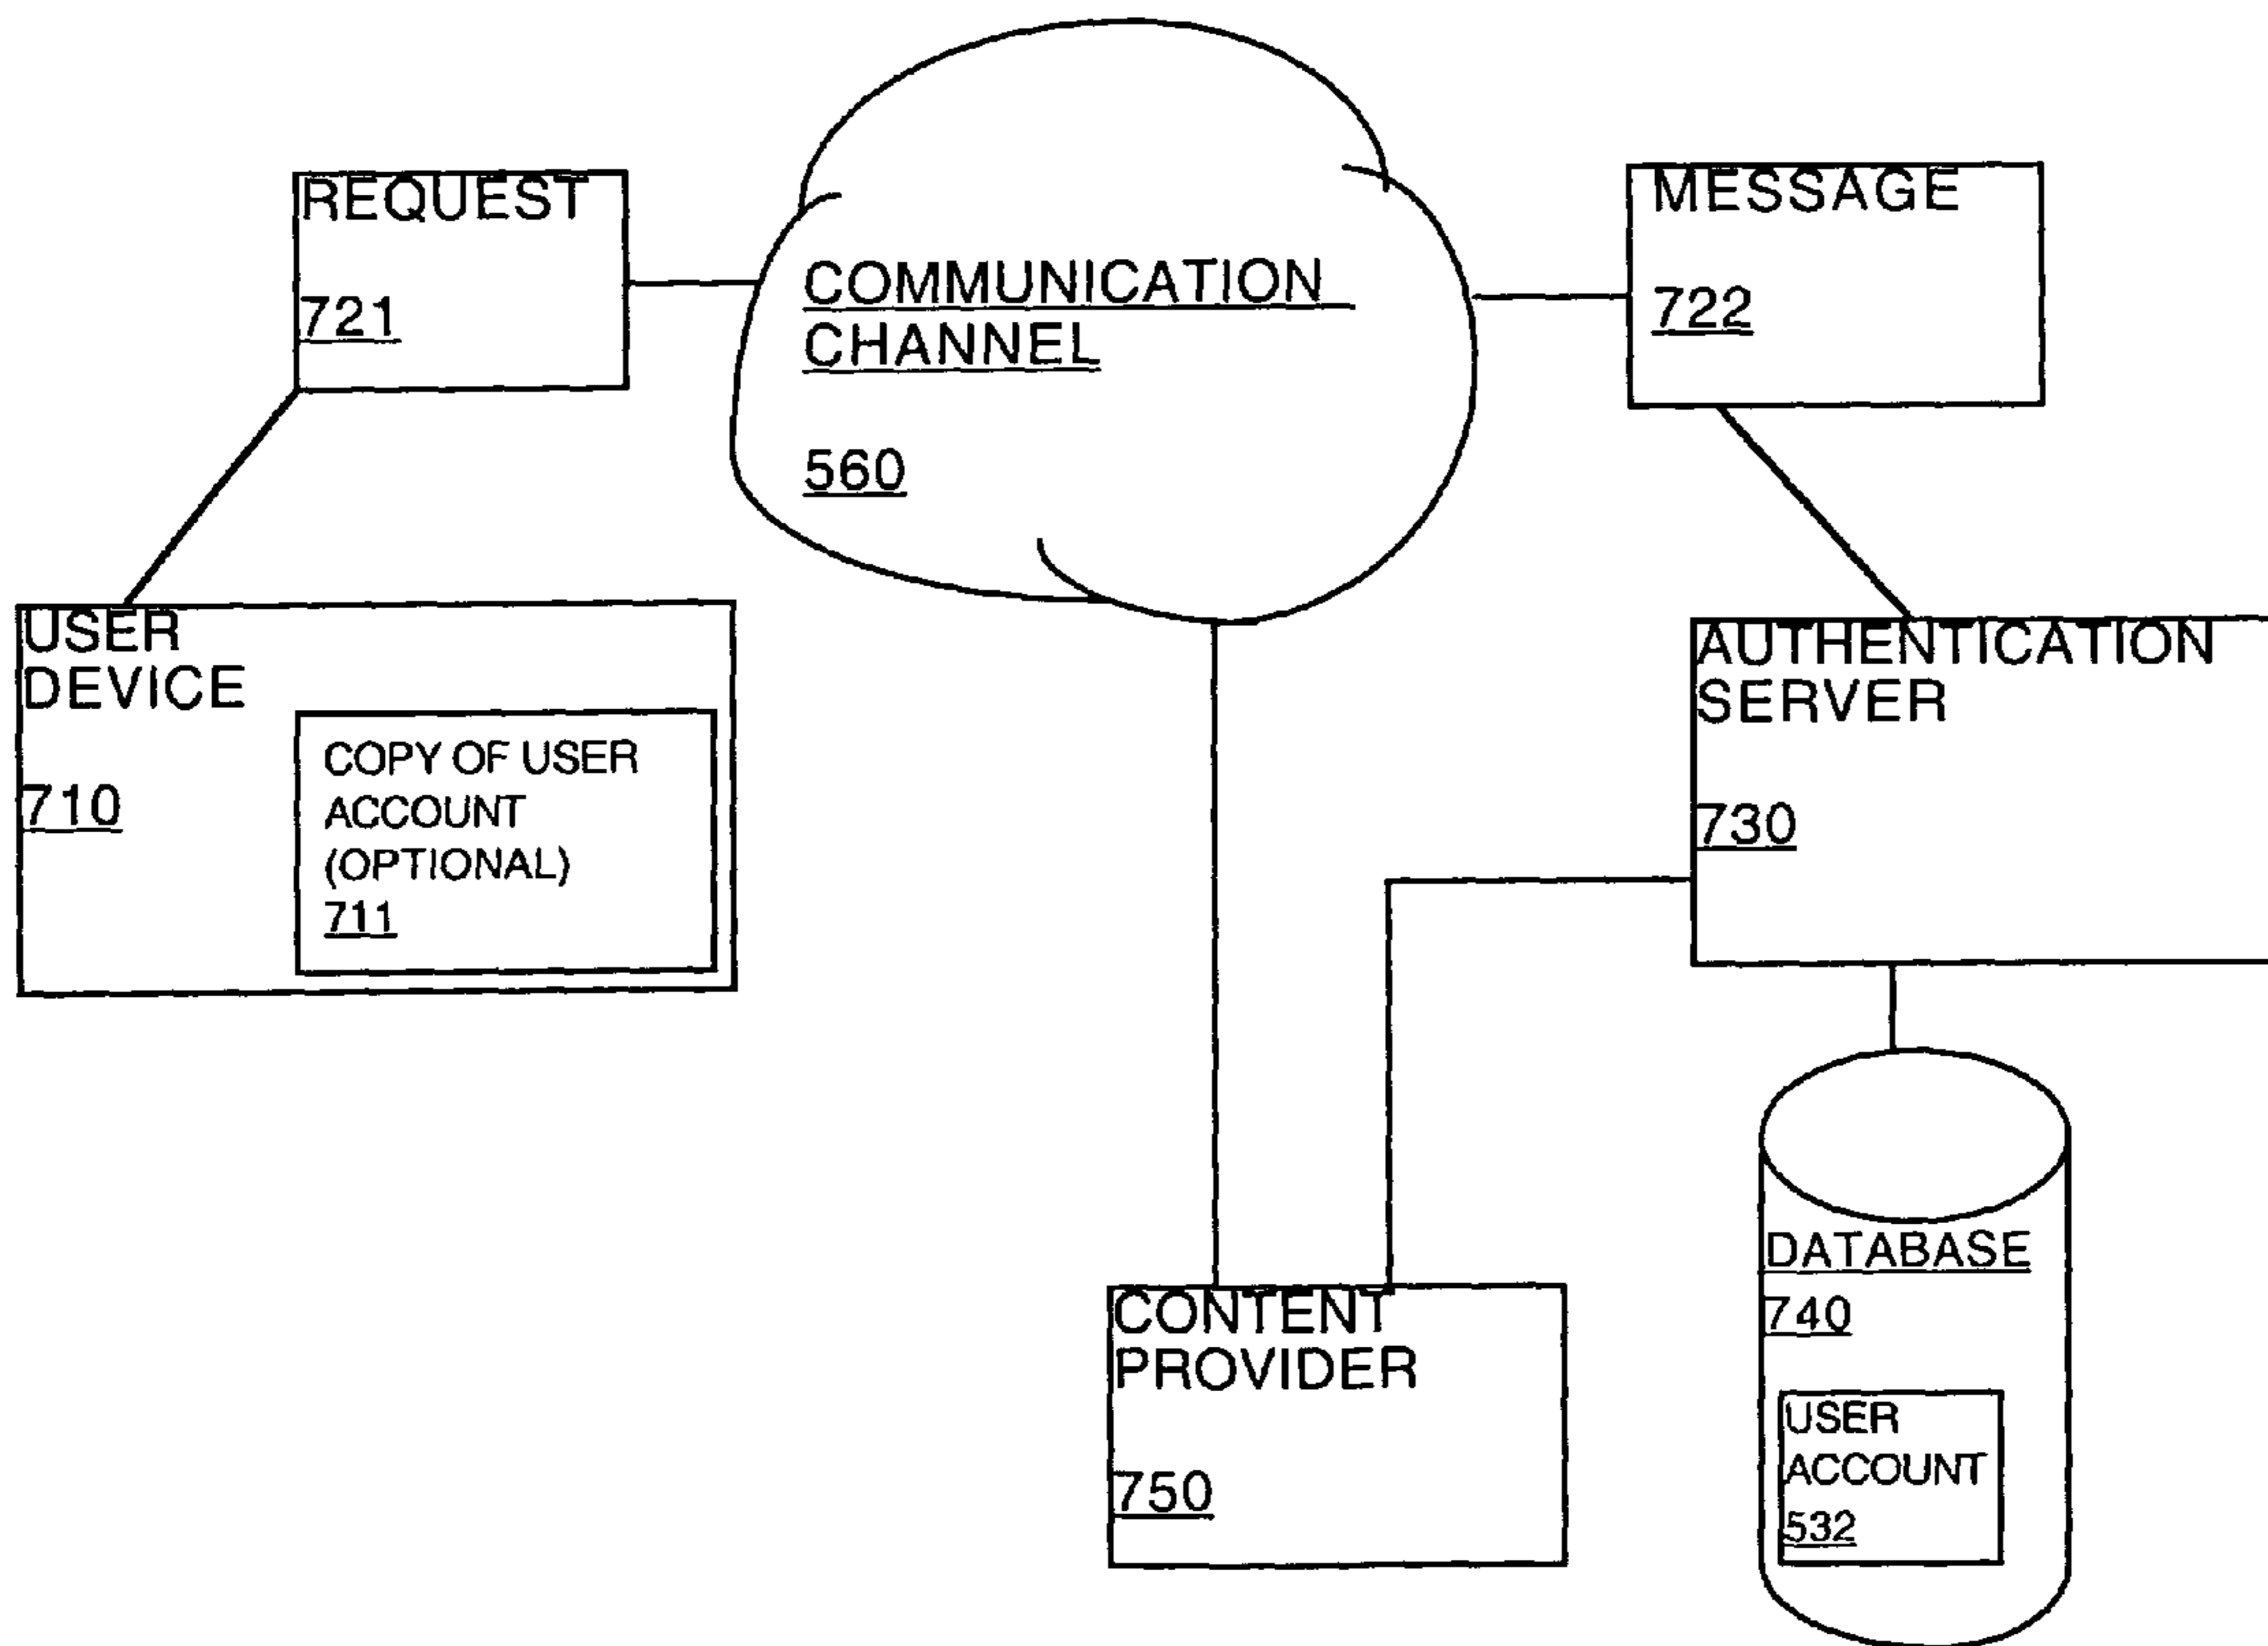 REQUEST
721
COMMUNICATION
CHANNEL
560
MESSAGE
722
USER
DEVICE
710
COPY OF USER
ACCOUNT
(OPTIONAL)
711
AUTHENTICATION
SERVER
730
CONTENT
PROVIDER
750
DATABASE
740
USER
ACCOUNT
532